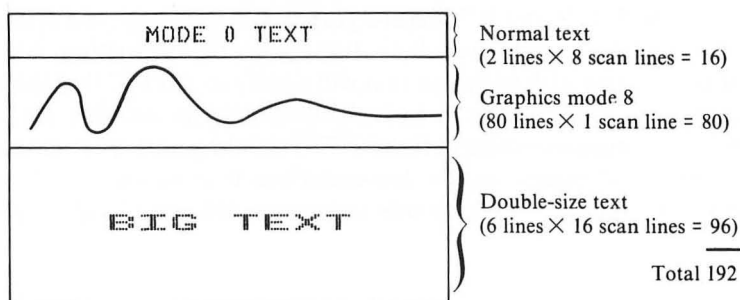 MODE 0 TEXT
Normal text
(2 lines × 8 scan lines = 16)
Graphics mode 8
(80 lines × 1 scan line = 80)
BIG TEXT
Double-size text
(6 lines × 16 scan lines = 96)
Total 192